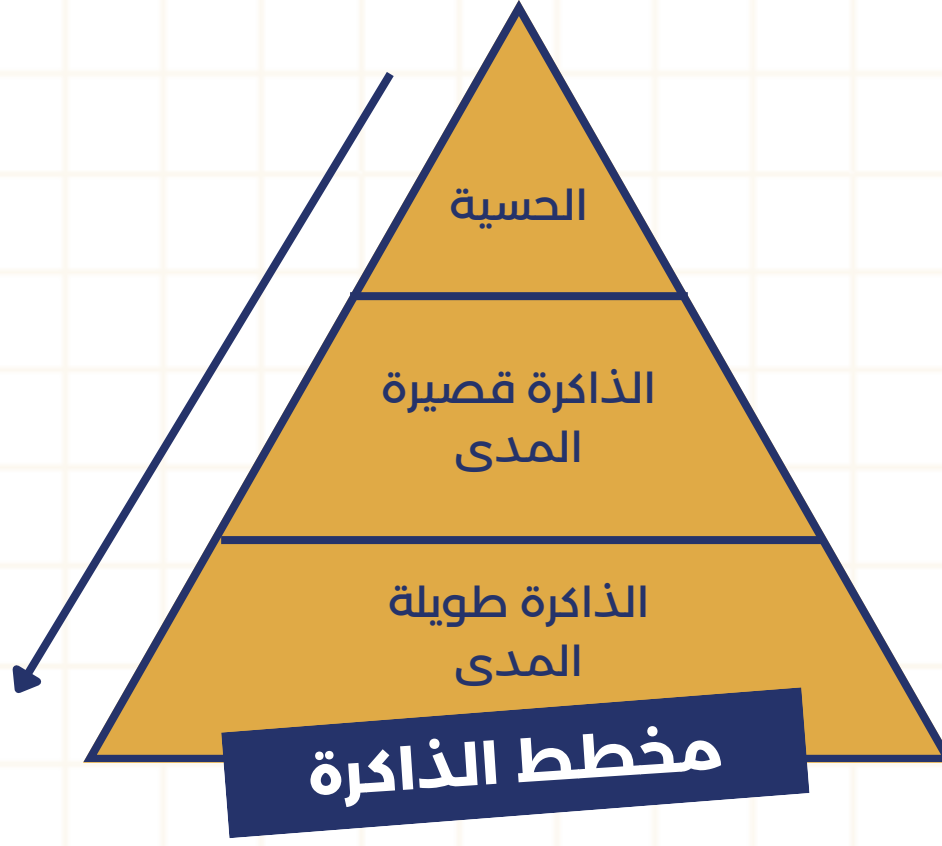 الحسية
الذاكرة قصيرة
المدى
الذاكرة طويلة
المدى
مخطط الذاكرة